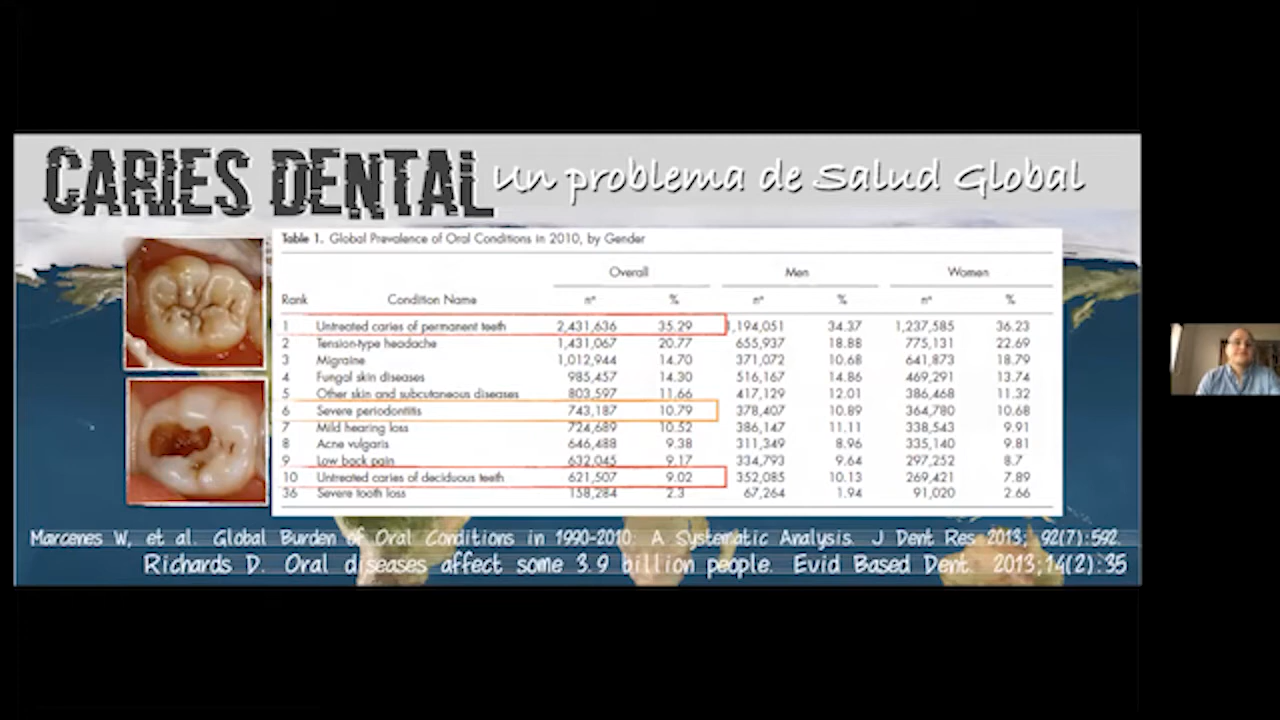 CARIES DENTAL Un problema de Salud Global
Table 1. Global Prevalence of Oral Conditions in 2010, by Gender
Overall Men Women
Rank Condition Name nª % nª % nª %
1 Untreated caries of permanent teeth 2,431,636 35.29 1,194,051 34.37 1,237,585 36.23
2 Tension-type headache 1,431,067 20.77 655,937 18.88 775,131 22.69
3 Migraine 1,012,944 14.70 371,072 10.68 641,873 18.79
4 Fungal skin diseases 985,457 14.30 516,167 14.86 469,291 13.74
5 Other skin and subcutaneous diseases 803,597 11.66 417,129 12.01 386,468 11.32
6 Severe periodontitis 743,187 10.79 378,407 10.89 364,780 10.68
7 Mild hearing loss 724,689 10.52 386,147 11.11 338,543 9.91
8 Acne vulgaris 646,488 9.38 311,349 8.96 335,140 9.81
9 Low back pain 632,045 9.17 334,793 9.64 297,252 8.7
10 Untreated caries of deciduous teeth 621,507 9.02 352,085 10.13 269,421 7.89
36 Severe tooth loss 158,284 2.3 67,264 1.94 91,020 2.66
Marcenes W, et al. Global Burden of Oral Conditions in 1990-2010: A Systematic Analysis. J Dent Res 2013; 92(7):592.
Richards D. Oral diseases affect some 3.9 billion people. Evid Based Dent. 2013;14(2):35